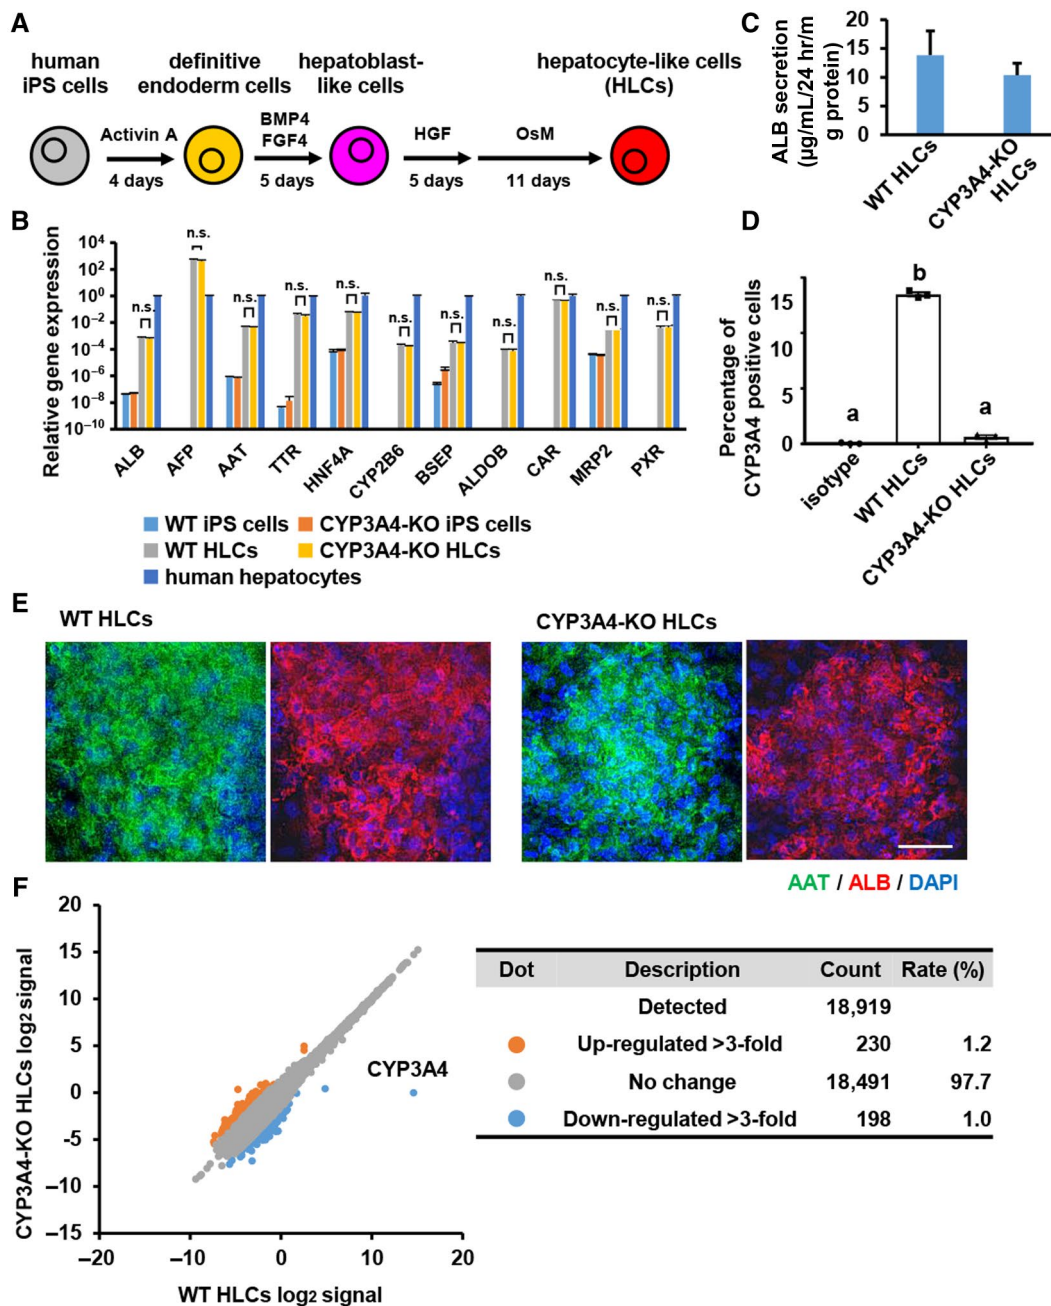 A
human
iPS cells
definitive
endoderm cells
hepatoblast-
like cells
hepatocyte-like cells
(HLCs)
Activin A
4 days
BMP4
FGF4
5 days
HGF
5 days
OsM
11 days
C
ALB secretion
(μg/mL/24 hr/m
g protein)
20
15
10
5
0
WT HLCs
CYP3A4-KO
HLCs
B
Relative gene expression
10⁴
10²
10⁰
10⁻²
10⁻⁴
10⁻⁶
10⁻⁸
10⁻¹⁰
n.s.
n.s.
n.s.
n.s.
n.s.
n.s.
n.s.
n.s.
n.s.
n.s.
n.s.
ALB
AFP
AAT
TTR
HNF4A
CYP2B6
BSEP
ALDOB
CAR
MRP2
PXR
WT iPS cells
CYP3A4-KO iPS cells
WT HLCs
CYP3A4-KO HLCs
human hepatocytes
D
Percentage of
CYP3A4 positive cells
15
10
5
0
a
b
a
isotype
WT HLCs
CYP3A4-KO HLCs
E
WT HLCs
CYP3A4-KO HLCs
AAT / ALB / DAPI
F
CYP3A4-KO HLCs log₂ signal
20
15
10
5
0
–5
–10
–15
–20
–10
0
10
20
WT HLCs log₂ signal
CYP3A4
Dot Description Count Rate (%)
Detected 18,919
Up-regulated >3-fold 230 1.2
No change 18,491 97.7
Down-regulated >3-fold 198 1.0